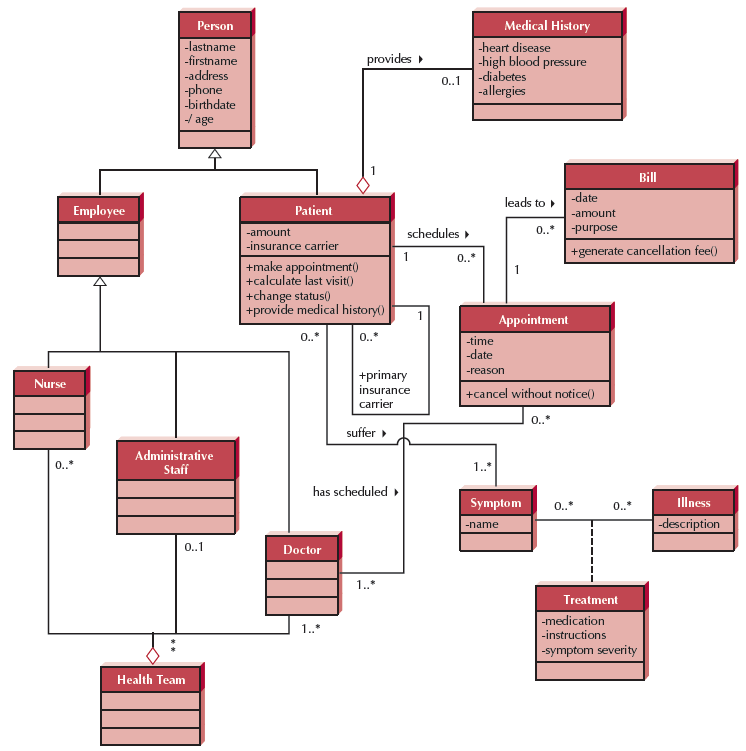 Person
-lastname
-firstname
-address
-phone
-birthdate
-/ age
Medical History
-heart disease
-high blood pressure
-diabetes
-allergies
provides
0..1
1
Employee
Patient
-amount
-insurance carrier
+make appointment()
+calculate last visit()
+change status()
+provide medical history()
schedules
1
0..*
leads to
0..*
1
Bill
-date
-amount
-purpose
+generate cancellation fee()
0..*
0..*
1
+primary
insurance
carrier
Appointment
-time
-date
-reason
+cancel without notice()
0..*
Nurse
0..*
Administrative
Staff
0..1
suffer
1..*
has scheduled
Doctor
1..*
1..*
Symptom
-name
0..*
0..*
Illness
-description
Treatment
-medication
-instructions
-symptom severity
*
*
Health Team